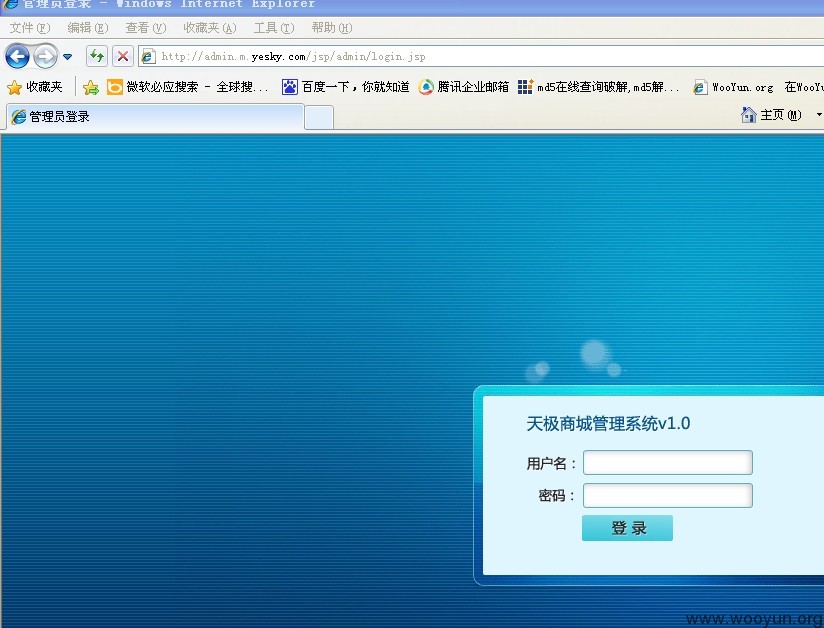 管理员登录 - Windows Internet Explorer
文件(F) 编辑(E) 查看(V) 收藏夹(A) 工具(T) 帮助(H)
http://admin.m.yesky.com/jsp/admin/login.jsp
收藏夹 微软必应搜索 - 全球搜... 百度一下，你就知道 腾讯企业邮箱 md5在线查询破解,md5解... WooYun.org 在WooY
管理员登录 主页(M)
天极商城管理系统v1.0
用户名：
密码：
登 录
www.wooyun.org